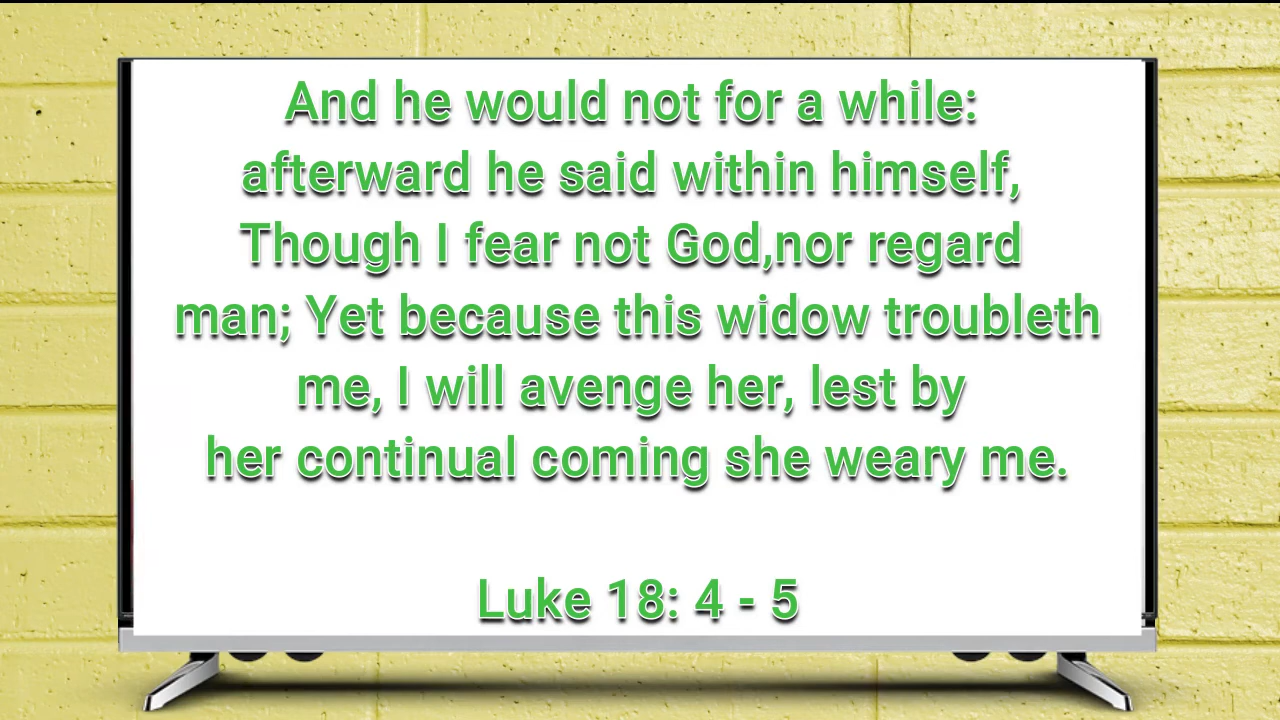 And he would not for a while:
afterward he said within himself,
Though I fear not God,nor regard
man; Yet because this widow troubleth
me, I will avenge her, lest by
her continual coming she weary me.
Luke 18: 4 - 5